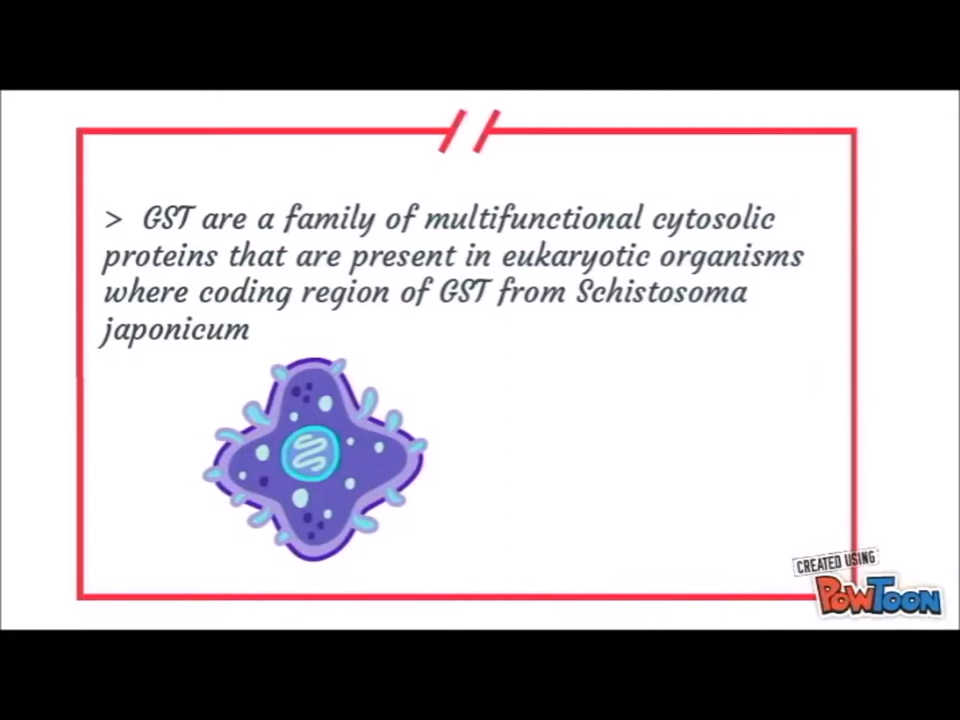 > GST are a family of multifunctional cytosolic
proteins that are present in eukaryotic organisms
where coding region of GST from Schistosoma
japonicum
CREATED USING
POWTOON